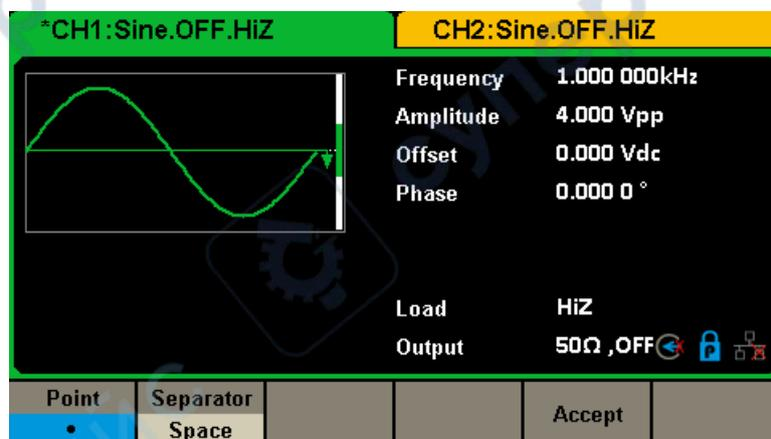 *CH1:Sine.OFF.HiZ
CH2:Sine.OFF.HiZ
Frequency 1.000 000kHz
Amplitude 4.000 Vpp
Offset 0.000 Vdc
Phase 0.000 0 °
Load HiZ
Output 50Ω ,OFF
Point Separator Accept
• Space